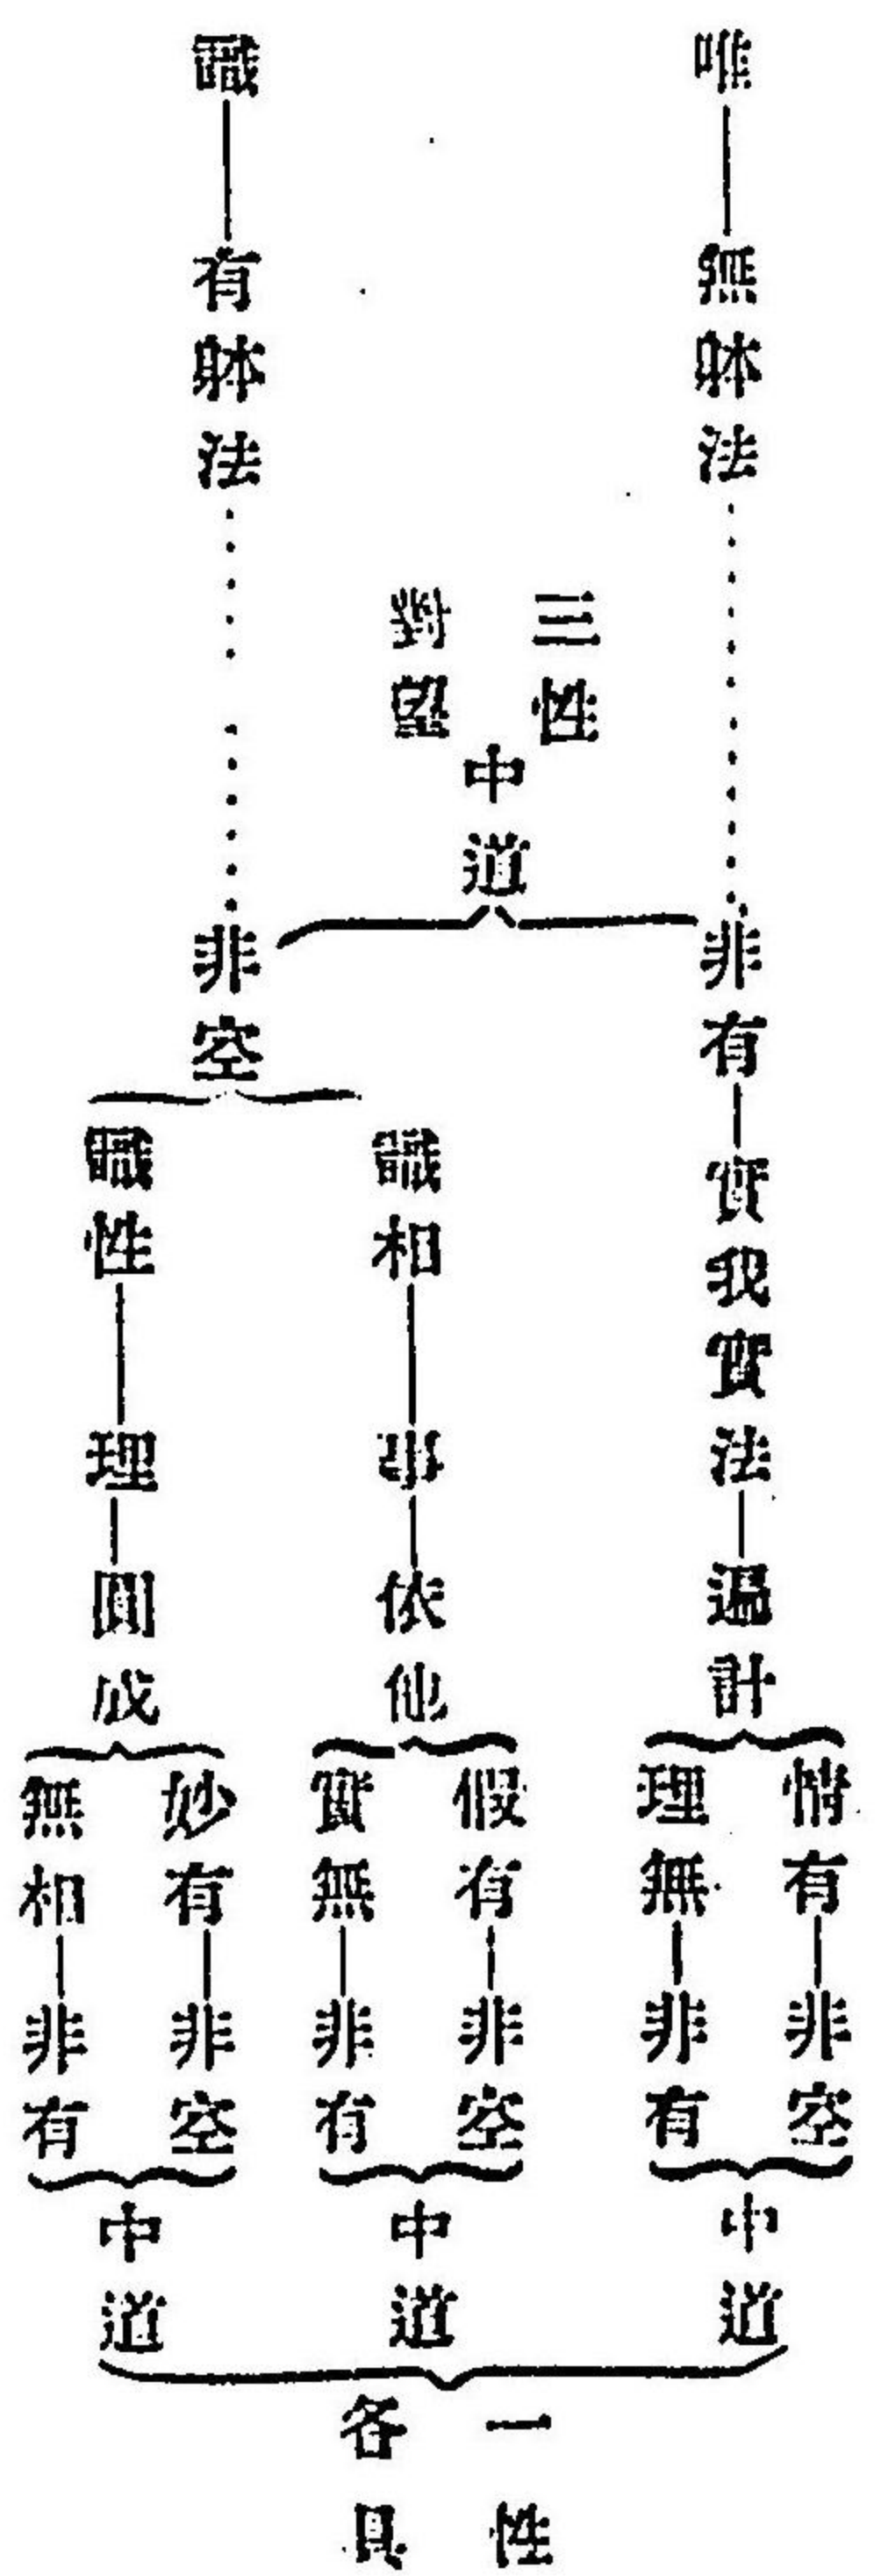 唯
無躰法
非有
實我實法
遍計
情有
非空
理無
非有
中道
三性
對望
中道
識
有躰法
非空
識相
事
依他
假有
非空
實無
非有
中道
識性
理
圓成
妙有
非空
無相
非有
中道
一性
各具